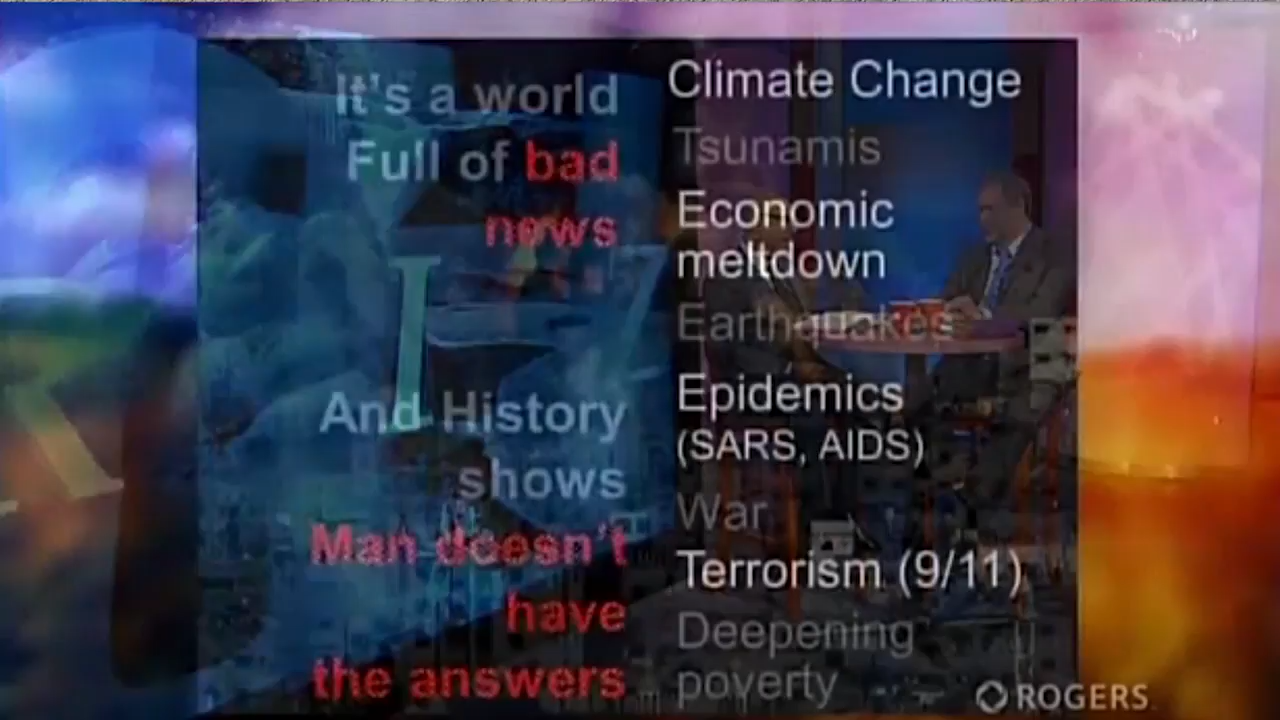 It's a world
Full of bad
news
And History
shows
Man doesn't
have
the answers
Climate Change
Tsunamis
Economic
meltdown
Earthquakes
Epidemics
(SARS, AIDS)
War
Terrorism (9/11)
Deepening
poverty
ROGERS